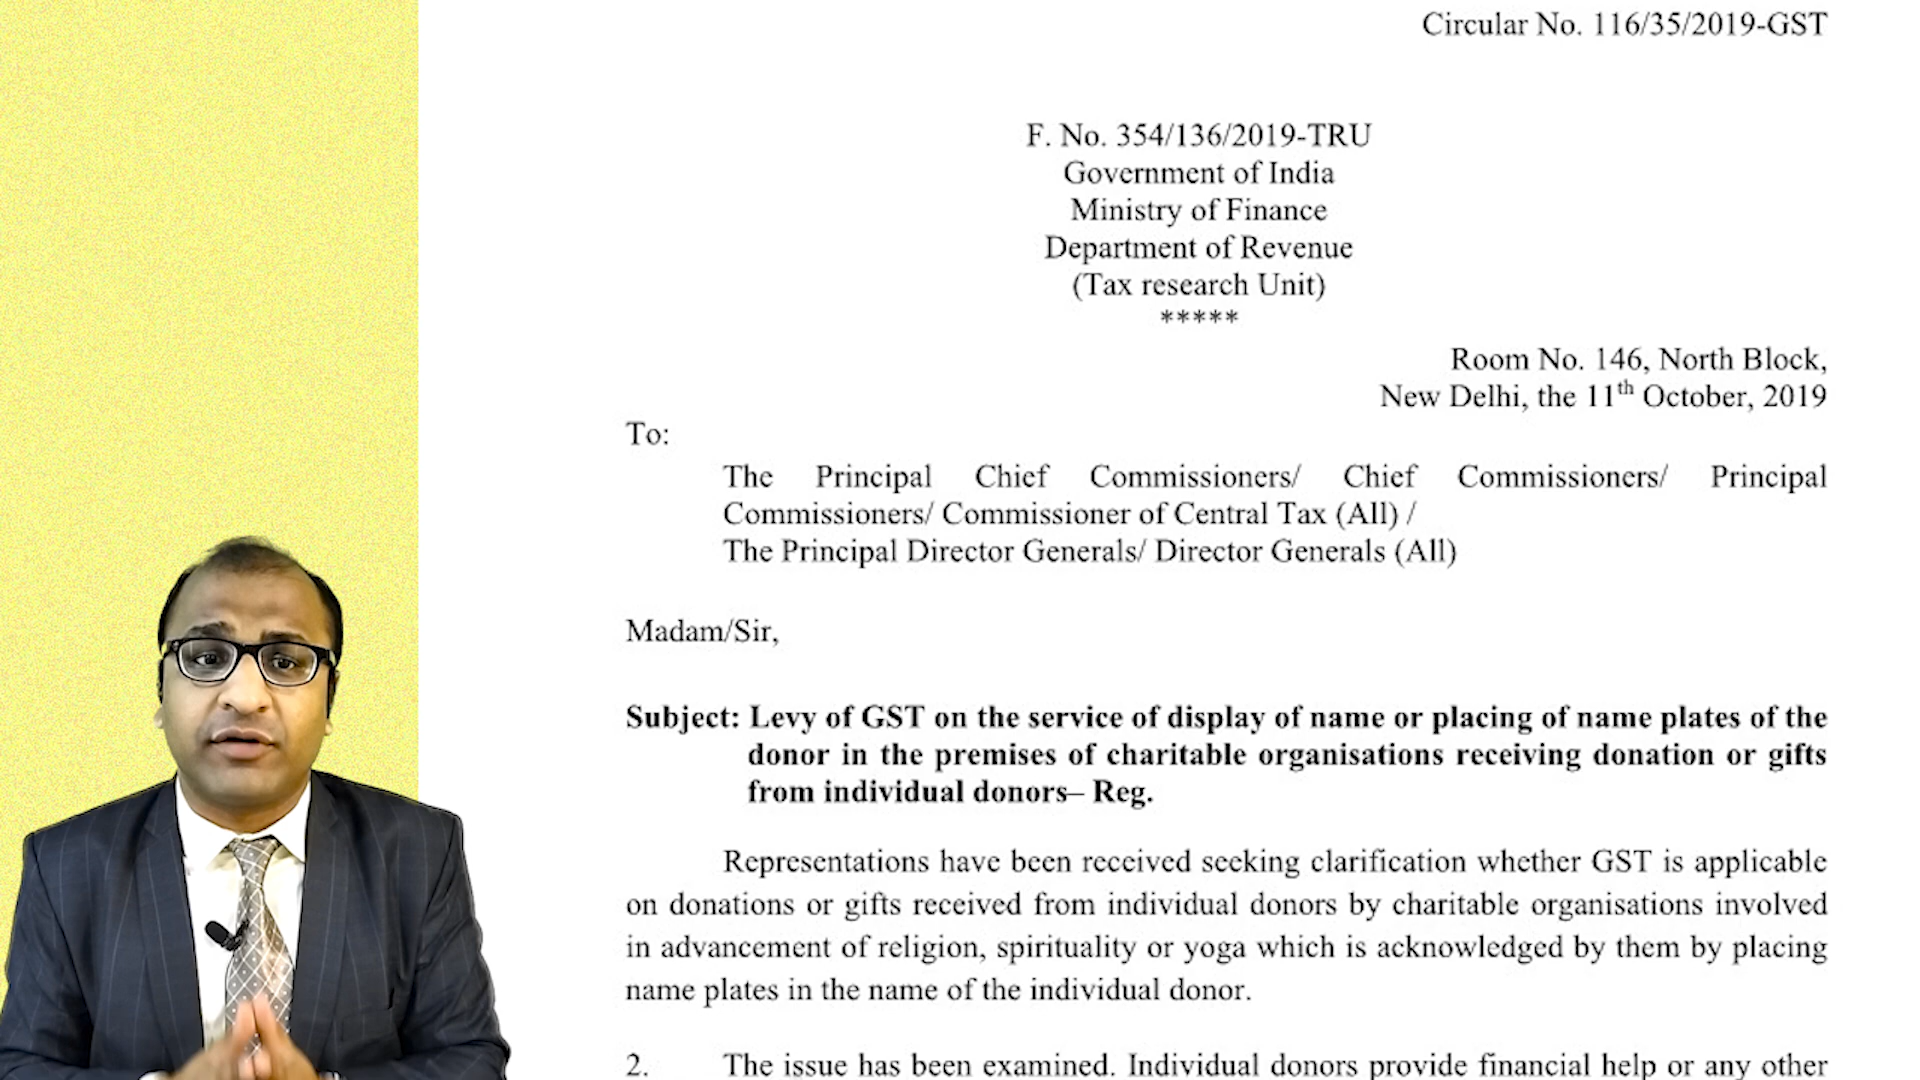 Circular No. 116/35/2019-GST
F. No. 354/136/2019-TRU
Government of India
Ministry of Finance
Department of Revenue
(Tax research Unit)
*****
Room No. 146, North Block,
New Delhi, the 11th October, 2019
To:
The Principal Chief Commissioners/ Chief Commissioners/ Principal
Commissioners/ Commissioner of Central Tax (All) /
The Principal Director Generals/ Director Generals (All)
Madam/Sir,
Subject: Levy of GST on the service of display of name or placing of name plates of the
donor in the premises of charitable organisations receiving donation or gifts
from individual donors– Reg.
Representations have been received seeking clarification whether GST is applicable
on donations or gifts received from individual donors by charitable organisations involved
in advancement of religion, spirituality or yoga which is acknowledged by them by placing
name plates in the name of the individual donor.
2. The issue has been examined. Individual donors provide financial help or any other